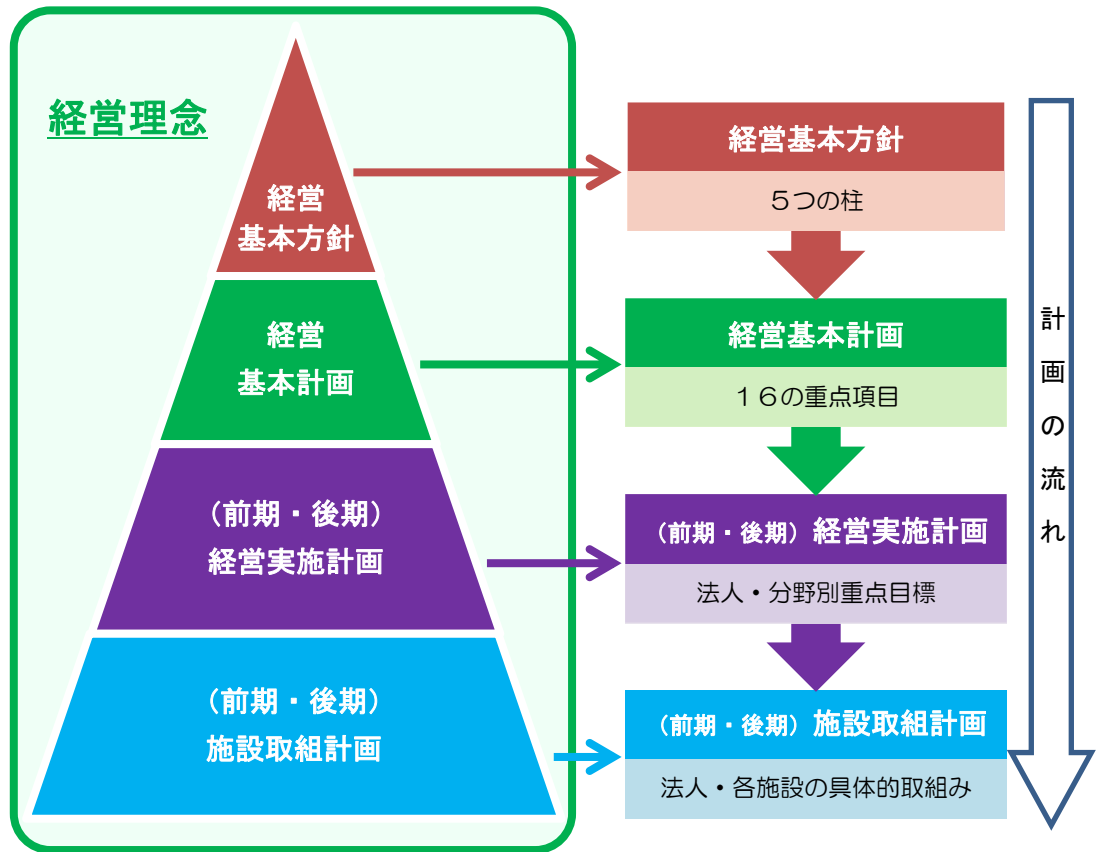 経営理念
経営
基本方針
経営
基本計画
（前期・後期）
経営実施計画
（前期・後期）
施設取組計画
経営基本方針
５つの柱
経営基本計画
１６の重点項目
（前期・後期）経営実施計画
法人・分野別重点目標
（前期・後期）施設取組計画
法人・各施設の具体的取組み
計画の流れ